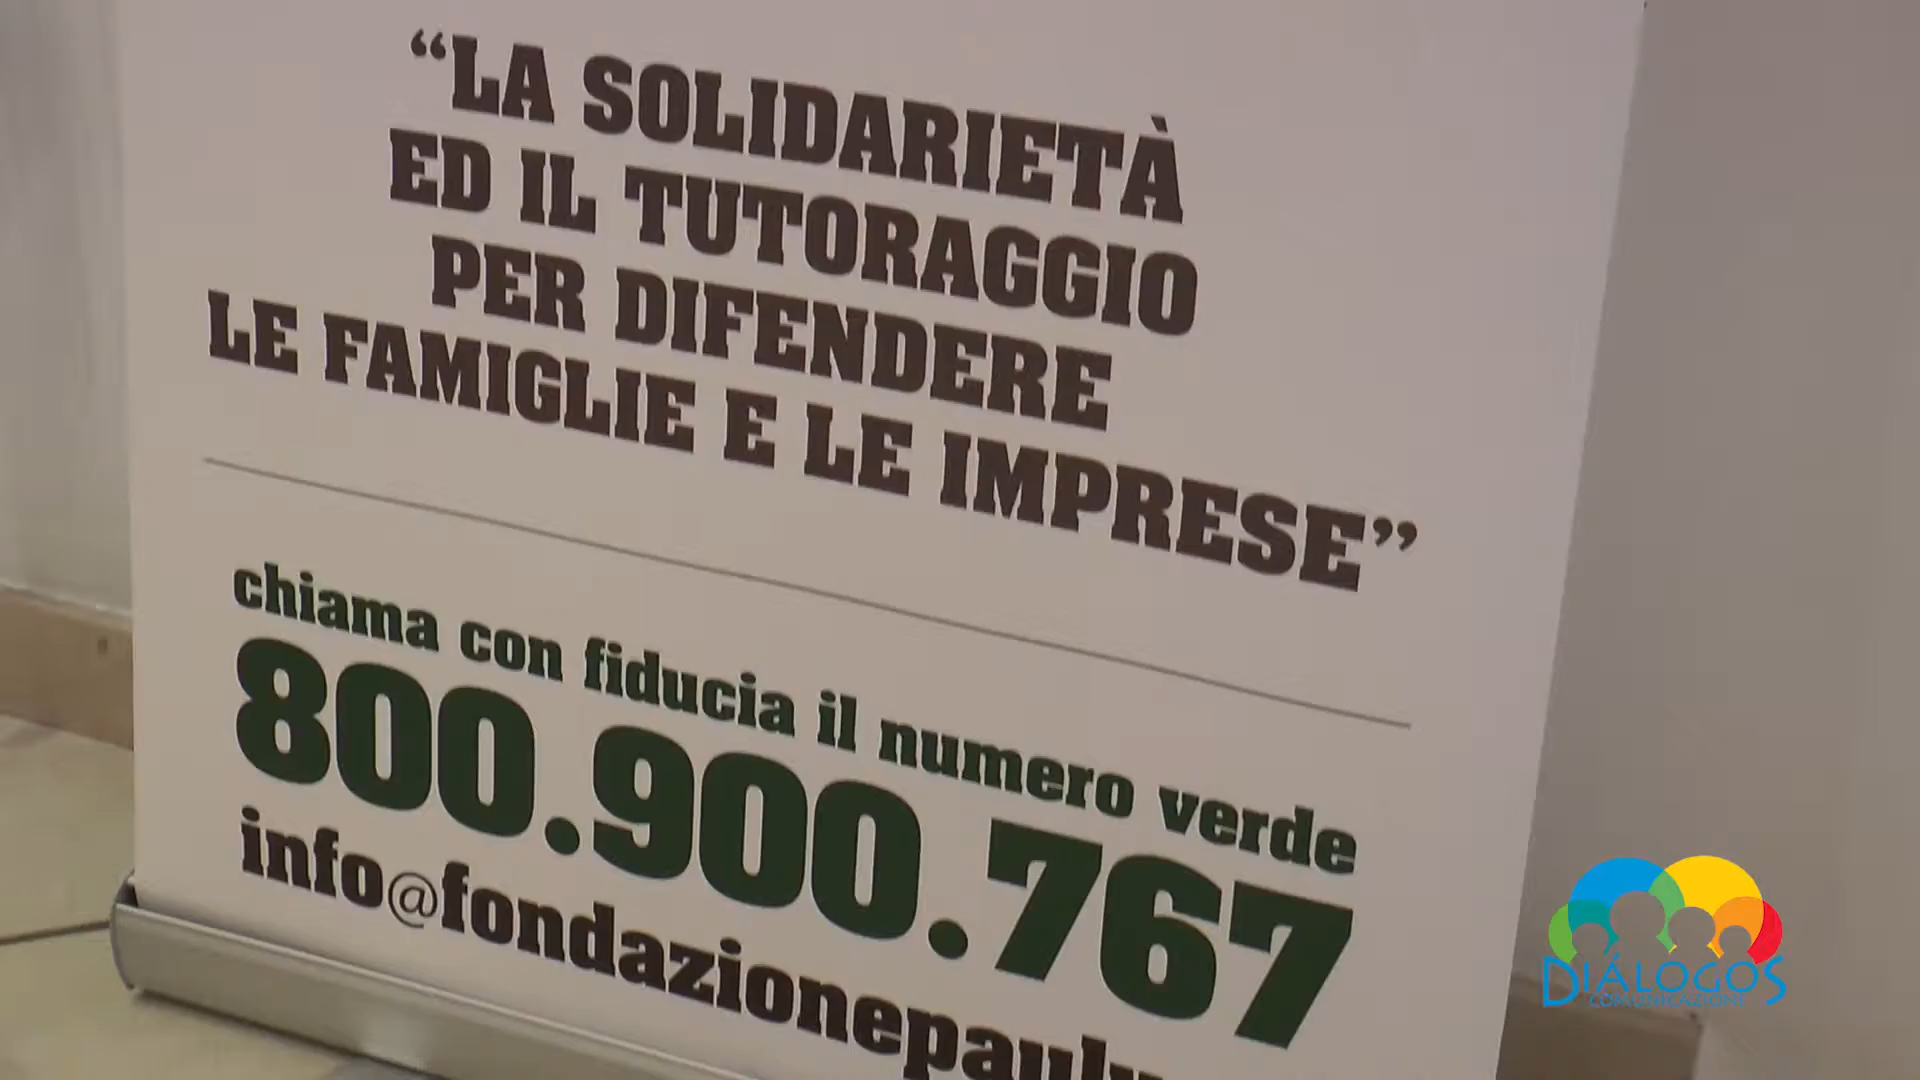 “LA SOLIDARIETÀ
ED IL TUTORAGGIO
PER DIFENDERE
LE FAMIGLIE E LE IMPRESE”
chiama con fiducia il numero verde
800.900.767
DIÁLOGOS
COMUNICAZIONE